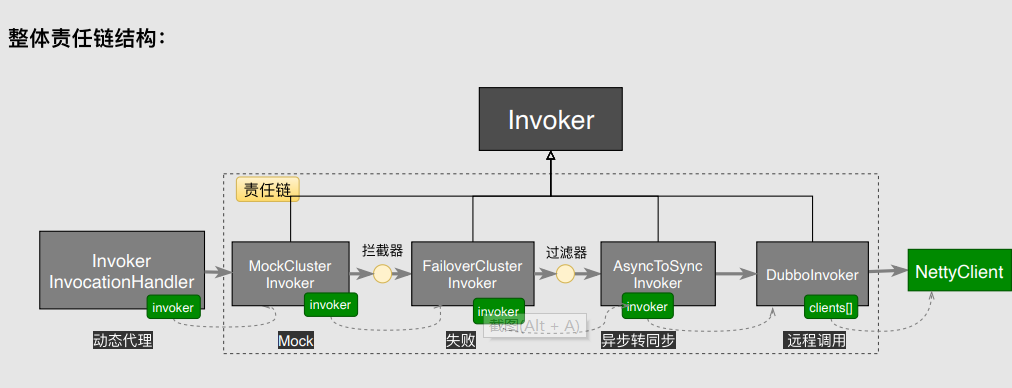 整体责任链结构：
Invoker
责任链
拦截器
过滤器
Invoker
InvocationHandler
MockCluster
Invoker
FailoverCluster
Invoker
AsyncToSync
Invoker
DubboInvoker
NettyClient
invoker
invoker
invoker
invoker
clients[]
截图(Alt + A)
动态代理
Mock
失败
异步转同步
远程调用